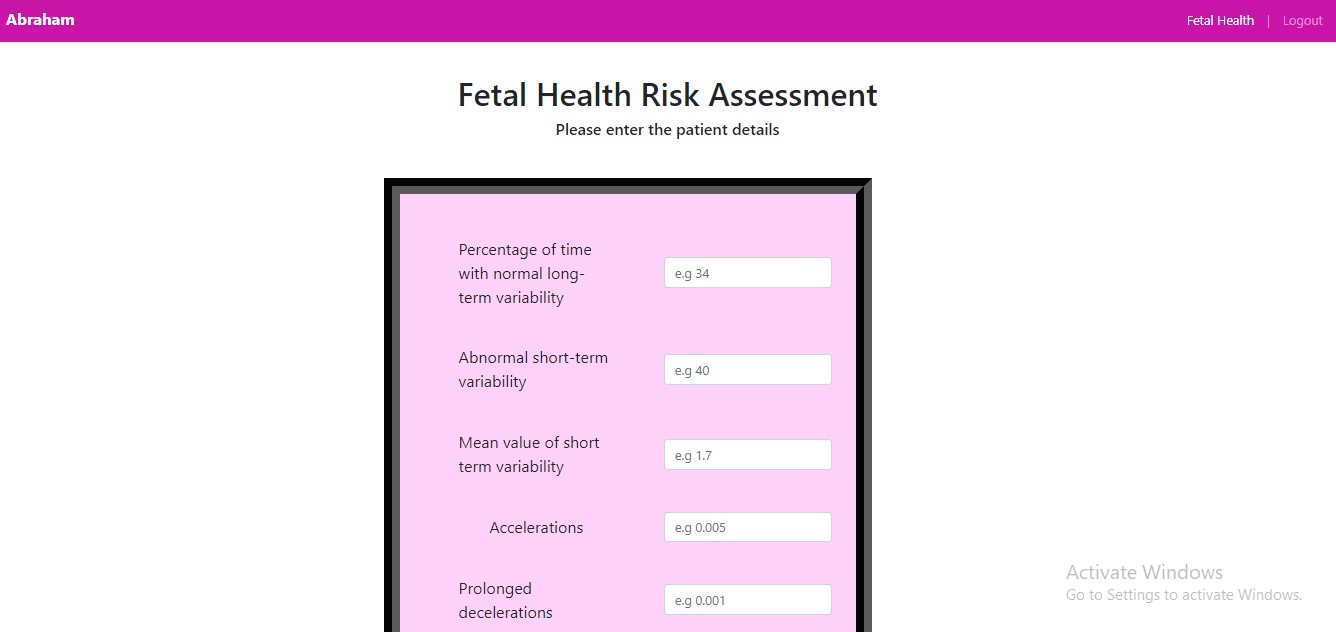 Abraham
Fetal Health | Logout
Fetal Health Risk Assessment
Please enter the patient details
Percentage of time
with normal long-
term variability
e.g 34
Abnormal short-term
variability
e.g 40
Mean value of short
term variability
e.g 1.7
Accelerations
e.g 0.005
Prolonged
decelerations
e.g 0.001
Activate Windows
Go to Settings to activate Windows.